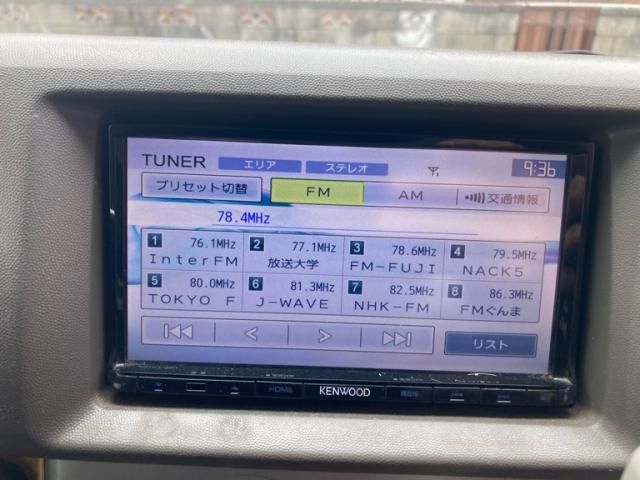 TUNER エリア ステレオ 9:36
プリセット切替 FM AM 交通情報
78.4MHz
1 76.1MHz 2 77.1MHz 3 78.6MHz 4 79.5MHz
InterFM 放送大学 FM-FUJI NACK5
5 80.0MHz 6 81.3MHz 7 82.5MHz 8 86.3MHz
TOKYO F J-WAVE NHK-FM FMぐんま
リスト
HOME KENWOOD 現在地